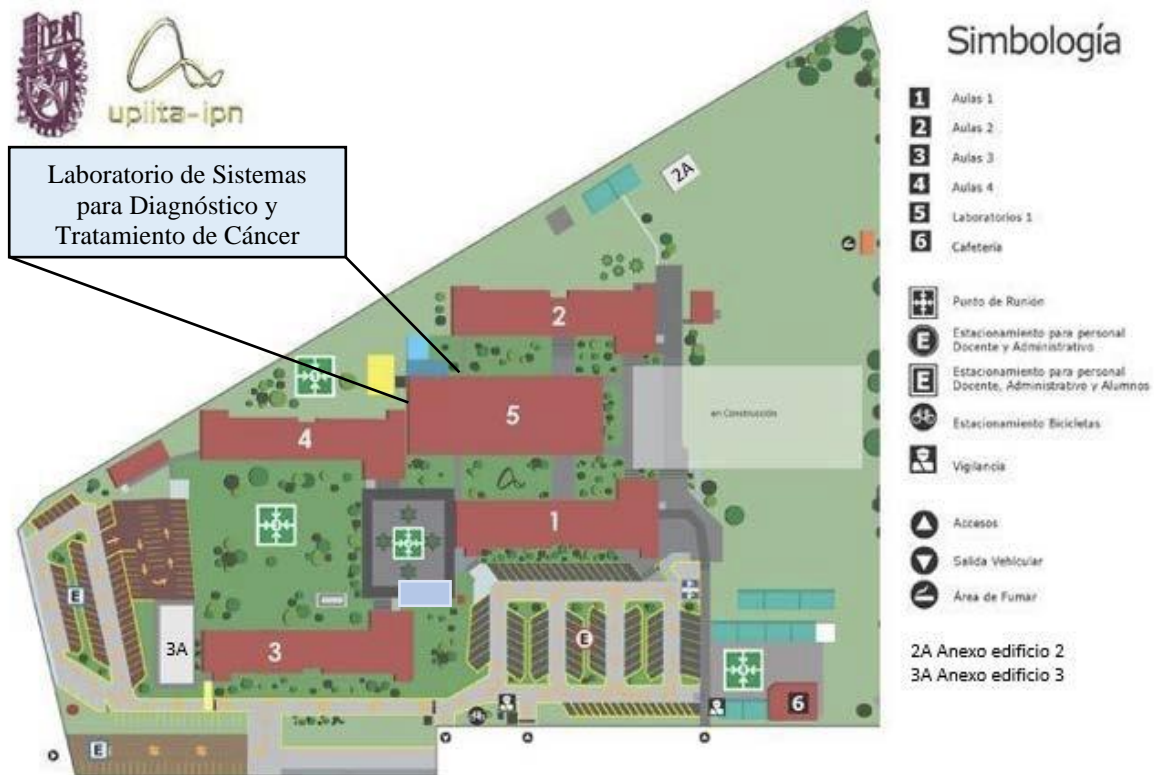 IPN
upiita-ipn
Laboratorio de Sistemas
para Diagnóstico y
Tratamiento de Cáncer
2A
2
5
4
en Construcción
1
E
3A
3
E
6
E
Simbología
1 Aulas 1
2 Aulas 2
3 Aulas 3
4 Aulas 4
5 Laboratorios 1
6 Cafetería
Punto de Runión
E Estacionamiento para personal
Docente y Administrativo
E Estacionamiento para personal
Docente, Administrativo y Alumnos
Estacionamiento Bicicletas
Vigilancia
Accesos
Salida Vehicular
Área de Fumar
2A Anexo edificio 2
3A Anexo edificio 3